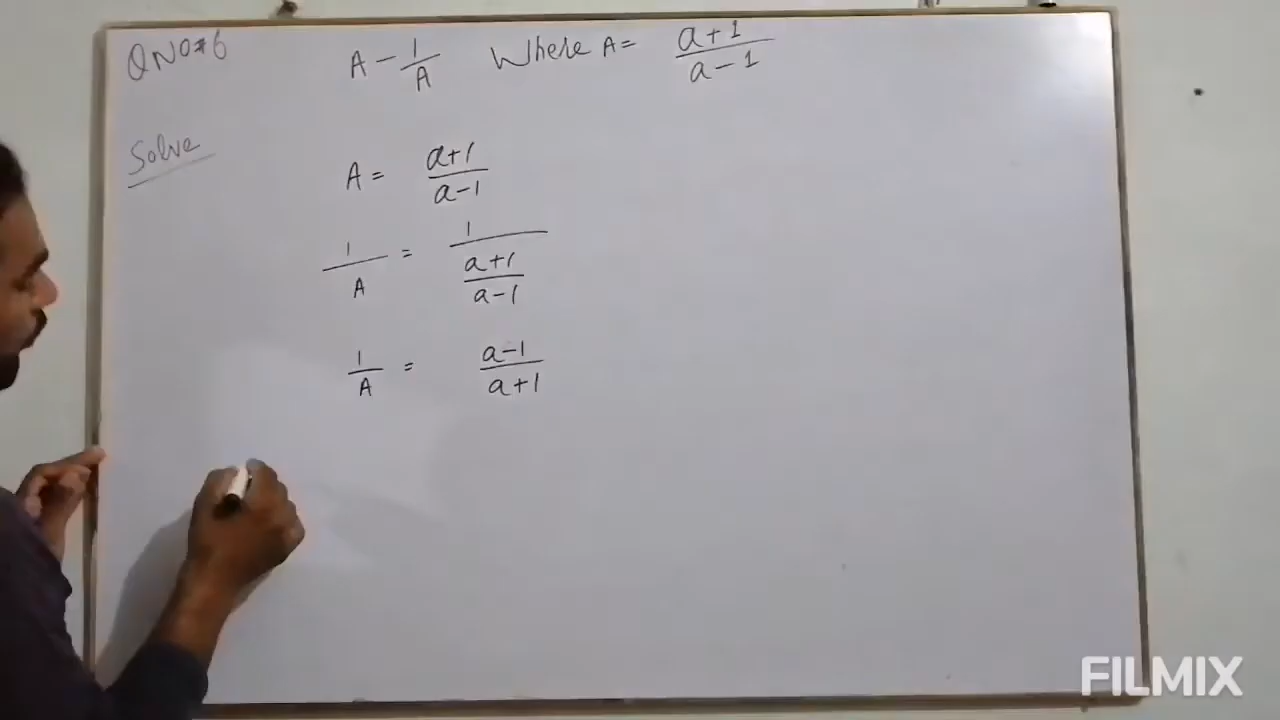 QNO#6 A - 1/A Where A = a+1/a-1
Solve
A = a+1/a-1
1/A = 1/(a+1/a-1)
1/A = a-1/a+1
FILMIX